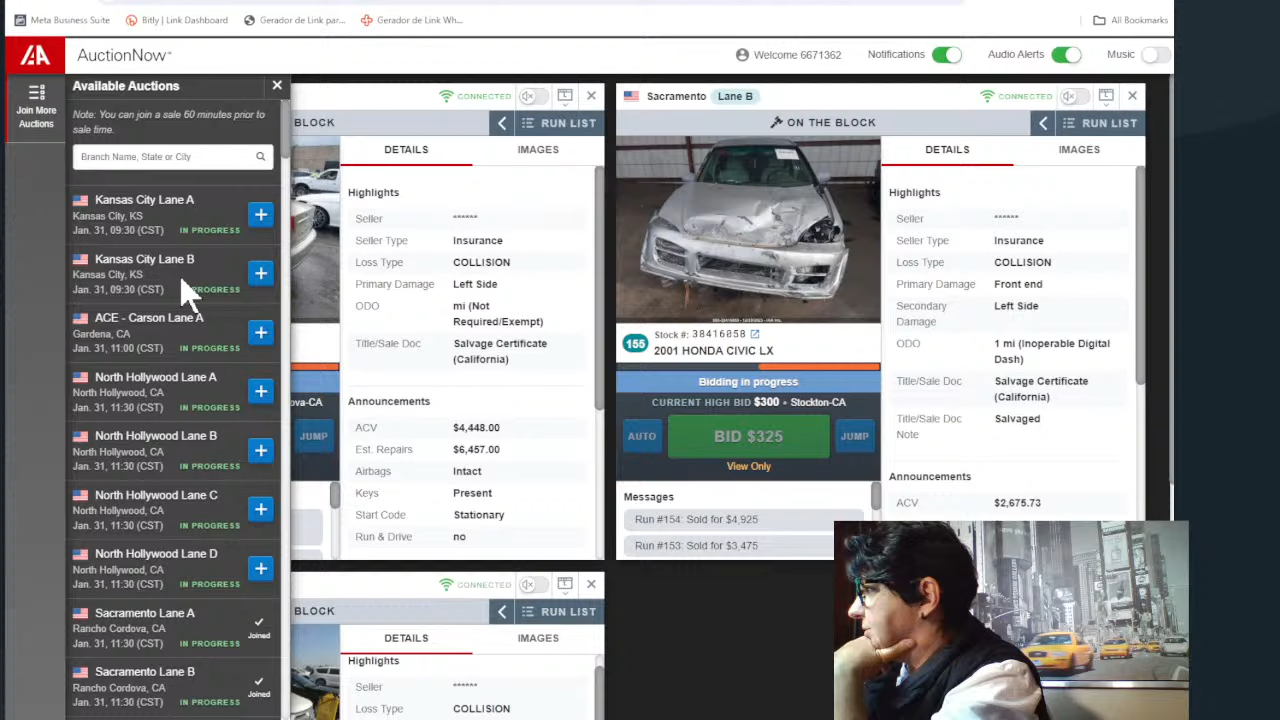 Meta Business Suite
Bitly | Link Dashboard
Gerador de Link par...
Gerador de Link Wh...
All Bookmarks
AuctionNow
Welcome 6671362
Notifications
Audio Alerts
Music
Join More
Auctions
Available Auctions
Note: You can join a sale 60 minutes prior to
sale time.
Branch Name, State or City
Kansas City Lane A
Kansas City, KS
Jan. 31, 09:30 (CST)
IN PROGRESS
Kansas City Lane B
Kansas City, KS
Jan. 31, 09:30 (CST)
PROGRESS
ACE - Carson Lane A
Gardena, CA
Jan. 31, 11:00 (CST)
IN PROGRESS
North Hollywood Lane A
North Hollywood, CA
Jan. 31, 11:30 (CST)
IN PROGRESS
North Hollywood Lane B
North Hollywood, CA
Jan. 31, 11:30 (CST)
IN PROGRESS
North Hollywood Lane C
North Hollywood, CA
Jan. 31, 11:30 (CST)
IN PROGRESS
North Hollywood Lane D
North Hollywood, CA
Jan. 31, 11:30 (CST)
IN PROGRESS
Sacramento Lane A
Rancho Cordova, CA
Jan. 31, 11:30 (CST)
IN PROGRESS
Joined
Sacramento Lane B
Rancho Cordova, CA
Jan. 31, 11:30 (CST)
IN PROGRESS
Joined
CONNECTED
BLOCK
RUN LIST
DETAILS
IMAGES
Highlights
Seller ******
Seller Type Insurance
Loss Type COLLISION
Primary Damage Left Side
ODO mi (Not
Required/Exempt)
Title/Sale Doc Salvage Certificate
(California)
Announcements
ACV $4,448.00
Est. Repairs $6,457.00
Airbags Intact
Keys Present
Start Code Stationary
Run & Drive no
ova-CA
JUMP
CONNECTED
BLOCK
RUN LIST
DETAILS
IMAGES
Highlights
Seller ******
Loss Type COLLISION
Sacramento Lane B
CONNECTED
ON THE BLOCK
RUN LIST
155
Stock #: 38416058
2001 HONDA CIVIC LX
Bidding in progress
CURRENT HIGH BID $300 • Stockton-CA
AUTO
BID $325
JUMP
View Only
Messages
Run #154: Sold for $4,925
Run #153: Sold for $3,475
DETAILS
IMAGES
Highlights
Seller ******
Seller Type Insurance
Loss Type COLLISION
Primary Damage Front end
Secondary
Damage
Left Side
ODO 1 mi (Inoperable Digital
Dash)
Title/Sale Doc Salvage Certificate
(California)
Title/Sale Doc
Note
Salvaged
Announcements
ACV $2,675.73